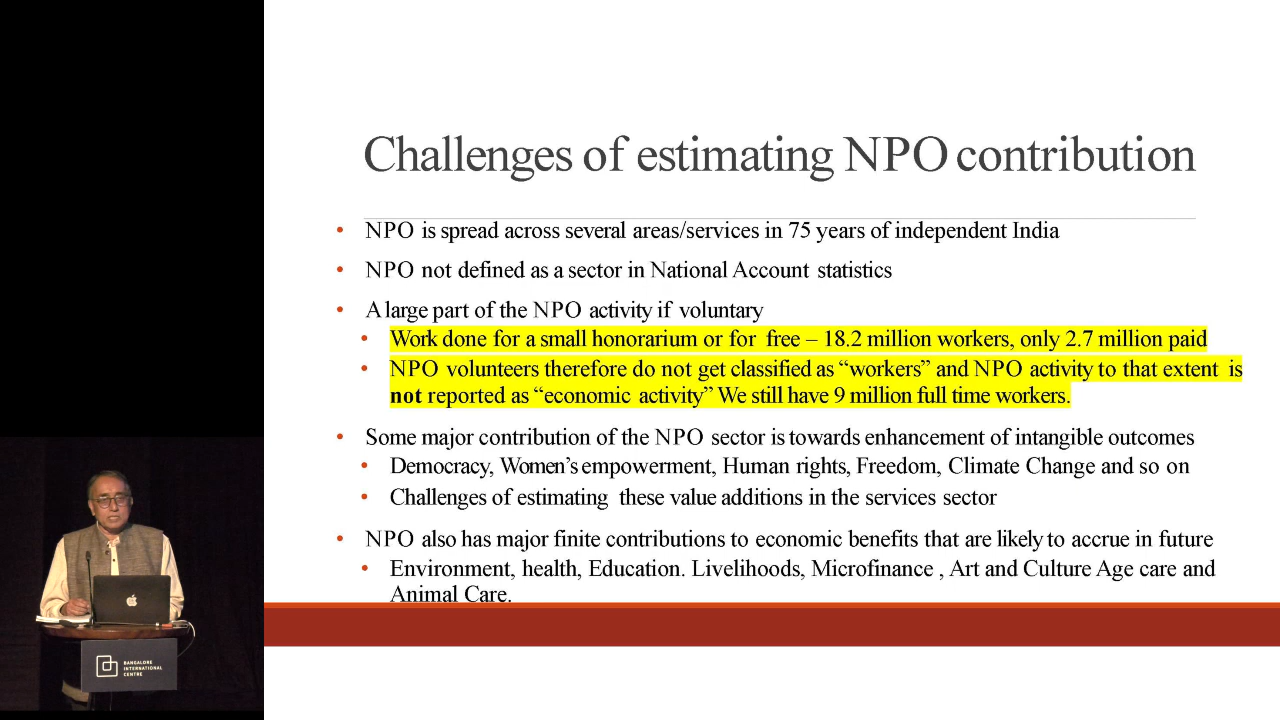 Challenges of estimating NPO contribution
• NPO is spread across several areas/services in 75 years of independent India
• NPO not defined as a sector in National Account statistics
• A large part of the NPO activity if voluntary
• Work done for a small honorarium or for free – 18.2 million workers, only 2.7 million paid
• NPO volunteers therefore do not get classified as “workers” and NPO activity to that extent is
not reported as “economic activity” We still have 9 million full time workers.
• Some major contribution of the NPO sector is towards enhancement of intangible outcomes
• Democracy, Women’s empowerment, Human rights, Freedom, Climate Change and so on
• Challenges of estimating these value additions in the services sector
• NPO also has major finite contributions to economic benefits that are likely to accrue in future
• Environment, health, Education. Livelihoods, Microfinance , Art and Culture Age care and
Animal Care.
BANGALORE
INTERNATIONAL
CENTRE